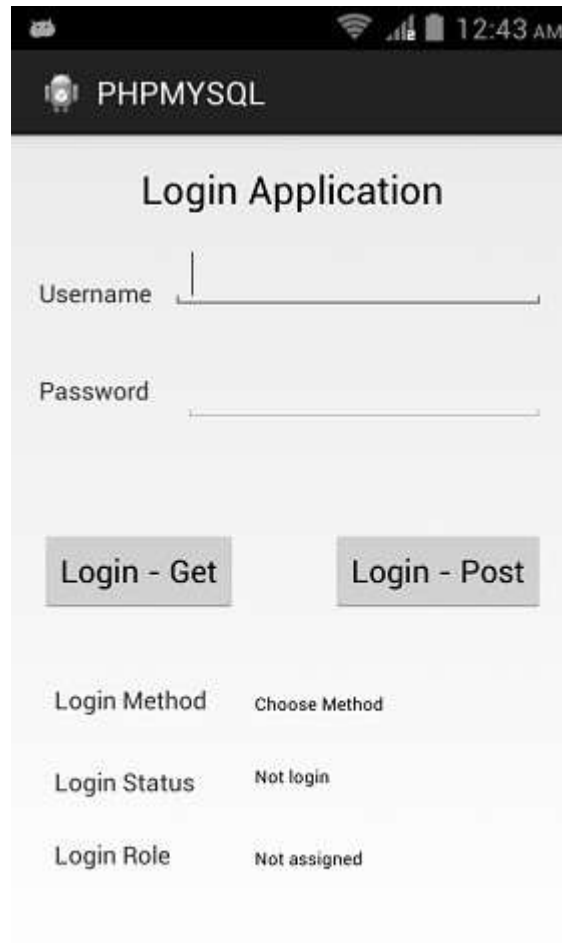 12:43 AM
PHPMYSQL
Login Application
Username
Password
Login - Get
Login - Post
Login Method
Choose Method
Login Status
Not login
Login Role
Not assigned